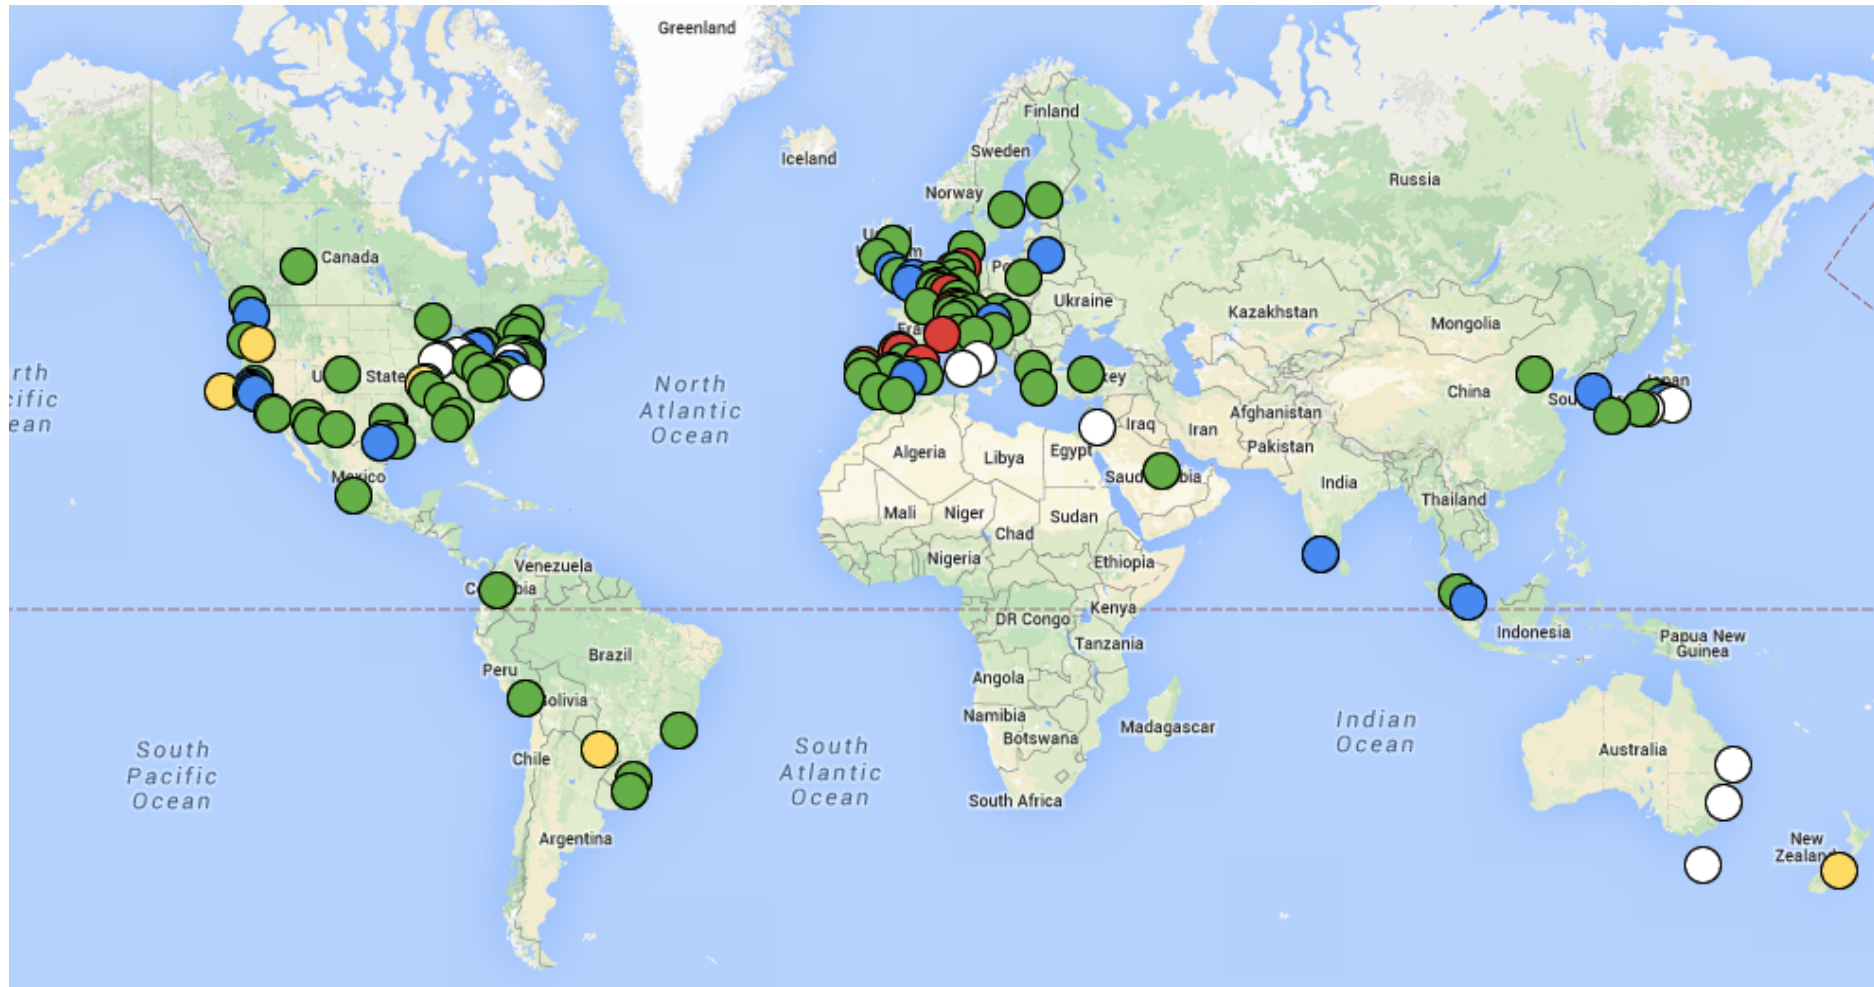 Greenland
Iceland
Finland
Sweden
Norway
Russia
Canada
Ukraine
Kazakhstan
Mongolia
North
Atlantic
Ocean
China
Afghanistan
Iraq
Iran
Pakistan
Algeria
Libya
Egypt
India
Mexico
Thailand
Mali
Niger
Sudan
Chad
Nigeria
Ethiopia
Venezuela
Kenya
DR Congo
Indonesia
Papua New
Guinea
Tanzania
Brazil
Peru
Angola
Bolivia
Namibia
Madagascar
Botswana
Indian
Ocean
South
Pacific
Ocean
South
Atlantic
Ocean
Chile
Australia
South Africa
Argentina
New
Zealand